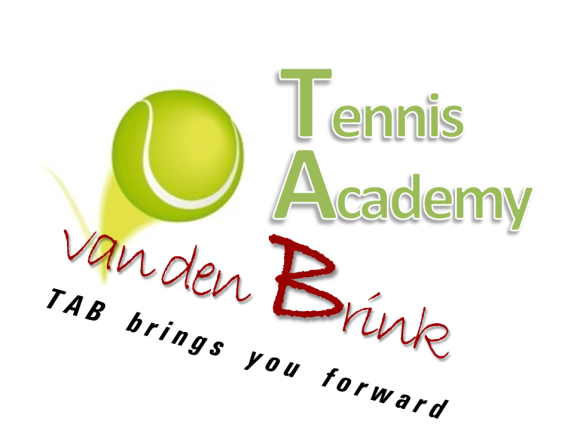 Tennis
Academy
van den Brink
TAB brings you forward